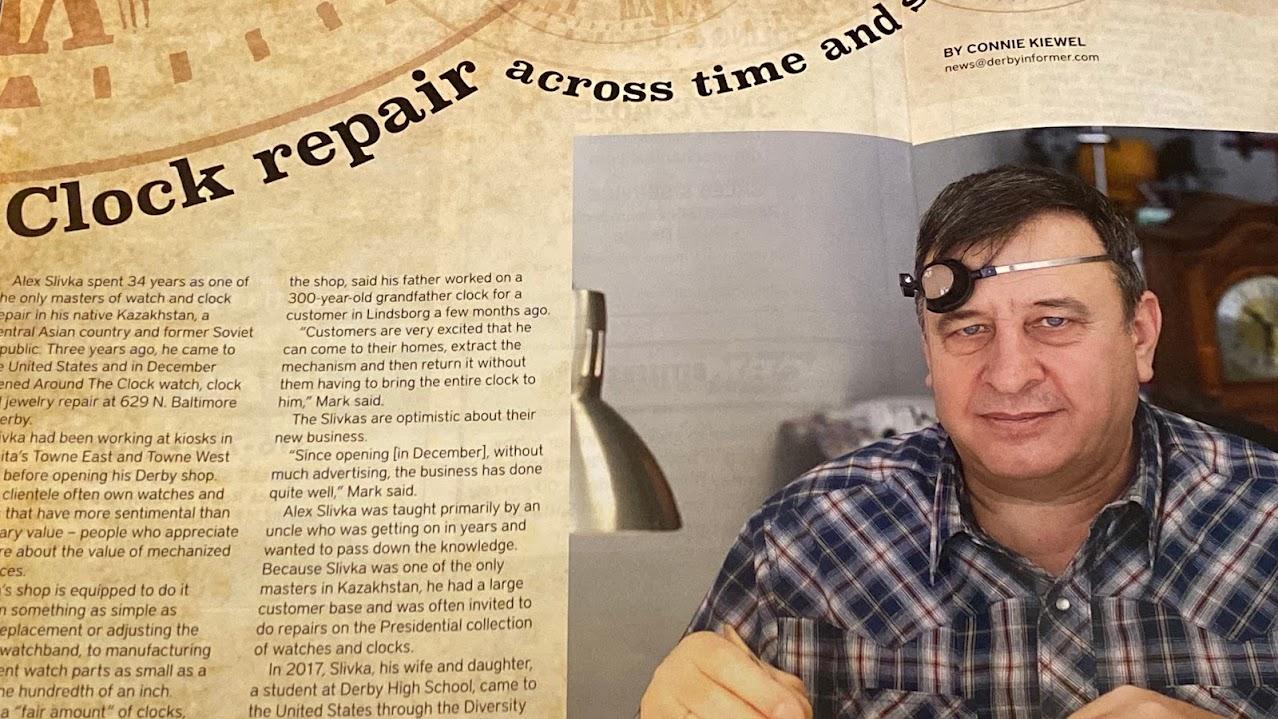 Clock repair across time and
BY CONNIE KIEWEL
news@derbyinformer.com
Alex Slivka spent 34 years as one of
he only masters of watch and clock
epair in his native Kazakhstan, a
entral Asian country and former Soviet
public. Three years ago, he came to
e United States and in December
ened Around The Clock watch, clock
jewelry repair at 629 N. Baltimore
erby.
ivka had been working at kiosks in
ita's Towne East and Towne West
before opening his Derby shop.
clientele often own watches and
that have more sentimental than
ary value – people who appreciate
re about the value of mechanized
ces.
's shop is equipped to do it
n something as simple as
eplacement or adjusting the
watchband, to manufacturing
ent watch parts as small as a
ne hundredth of an inch.
a "fair amount" of clocks,
the shop, said his father worked on a
300-year-old grandfather clock for a
customer in Lindsborg a few months ago.
"Customers are very excited that he
can come to their homes, extract the
mechanism and then return it without
them having to bring the entire clock to
him," Mark said.
The Slivkas are optimistic about their
new business.
"Since opening [in December], without
much advertising, the business has done
quite well," Mark said.
Alex Slivka was taught primarily by an
uncle who was getting on in years and
wanted to pass down the knowledge.
Because Slivka was one of the only
masters in Kazakhstan, he had a large
customer base and was often invited to
do repairs on the Presidential collection
of watches and clocks.
In 2017, Slivka, his wife and daughter,
a student at Derby High School, came to
the United States through the Diversity